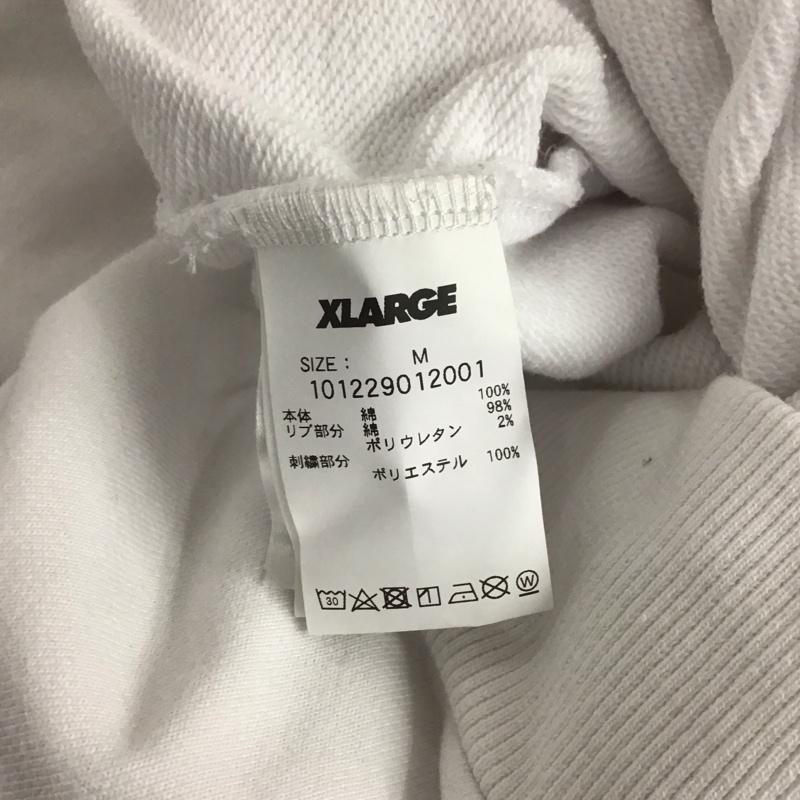 XLARGE
SIZE : M
101229012001
本体 綿 100%
リブ部分 綿 98%
ポリウレタン 2%
刺繍部分 ポリエステル 100%
30
W